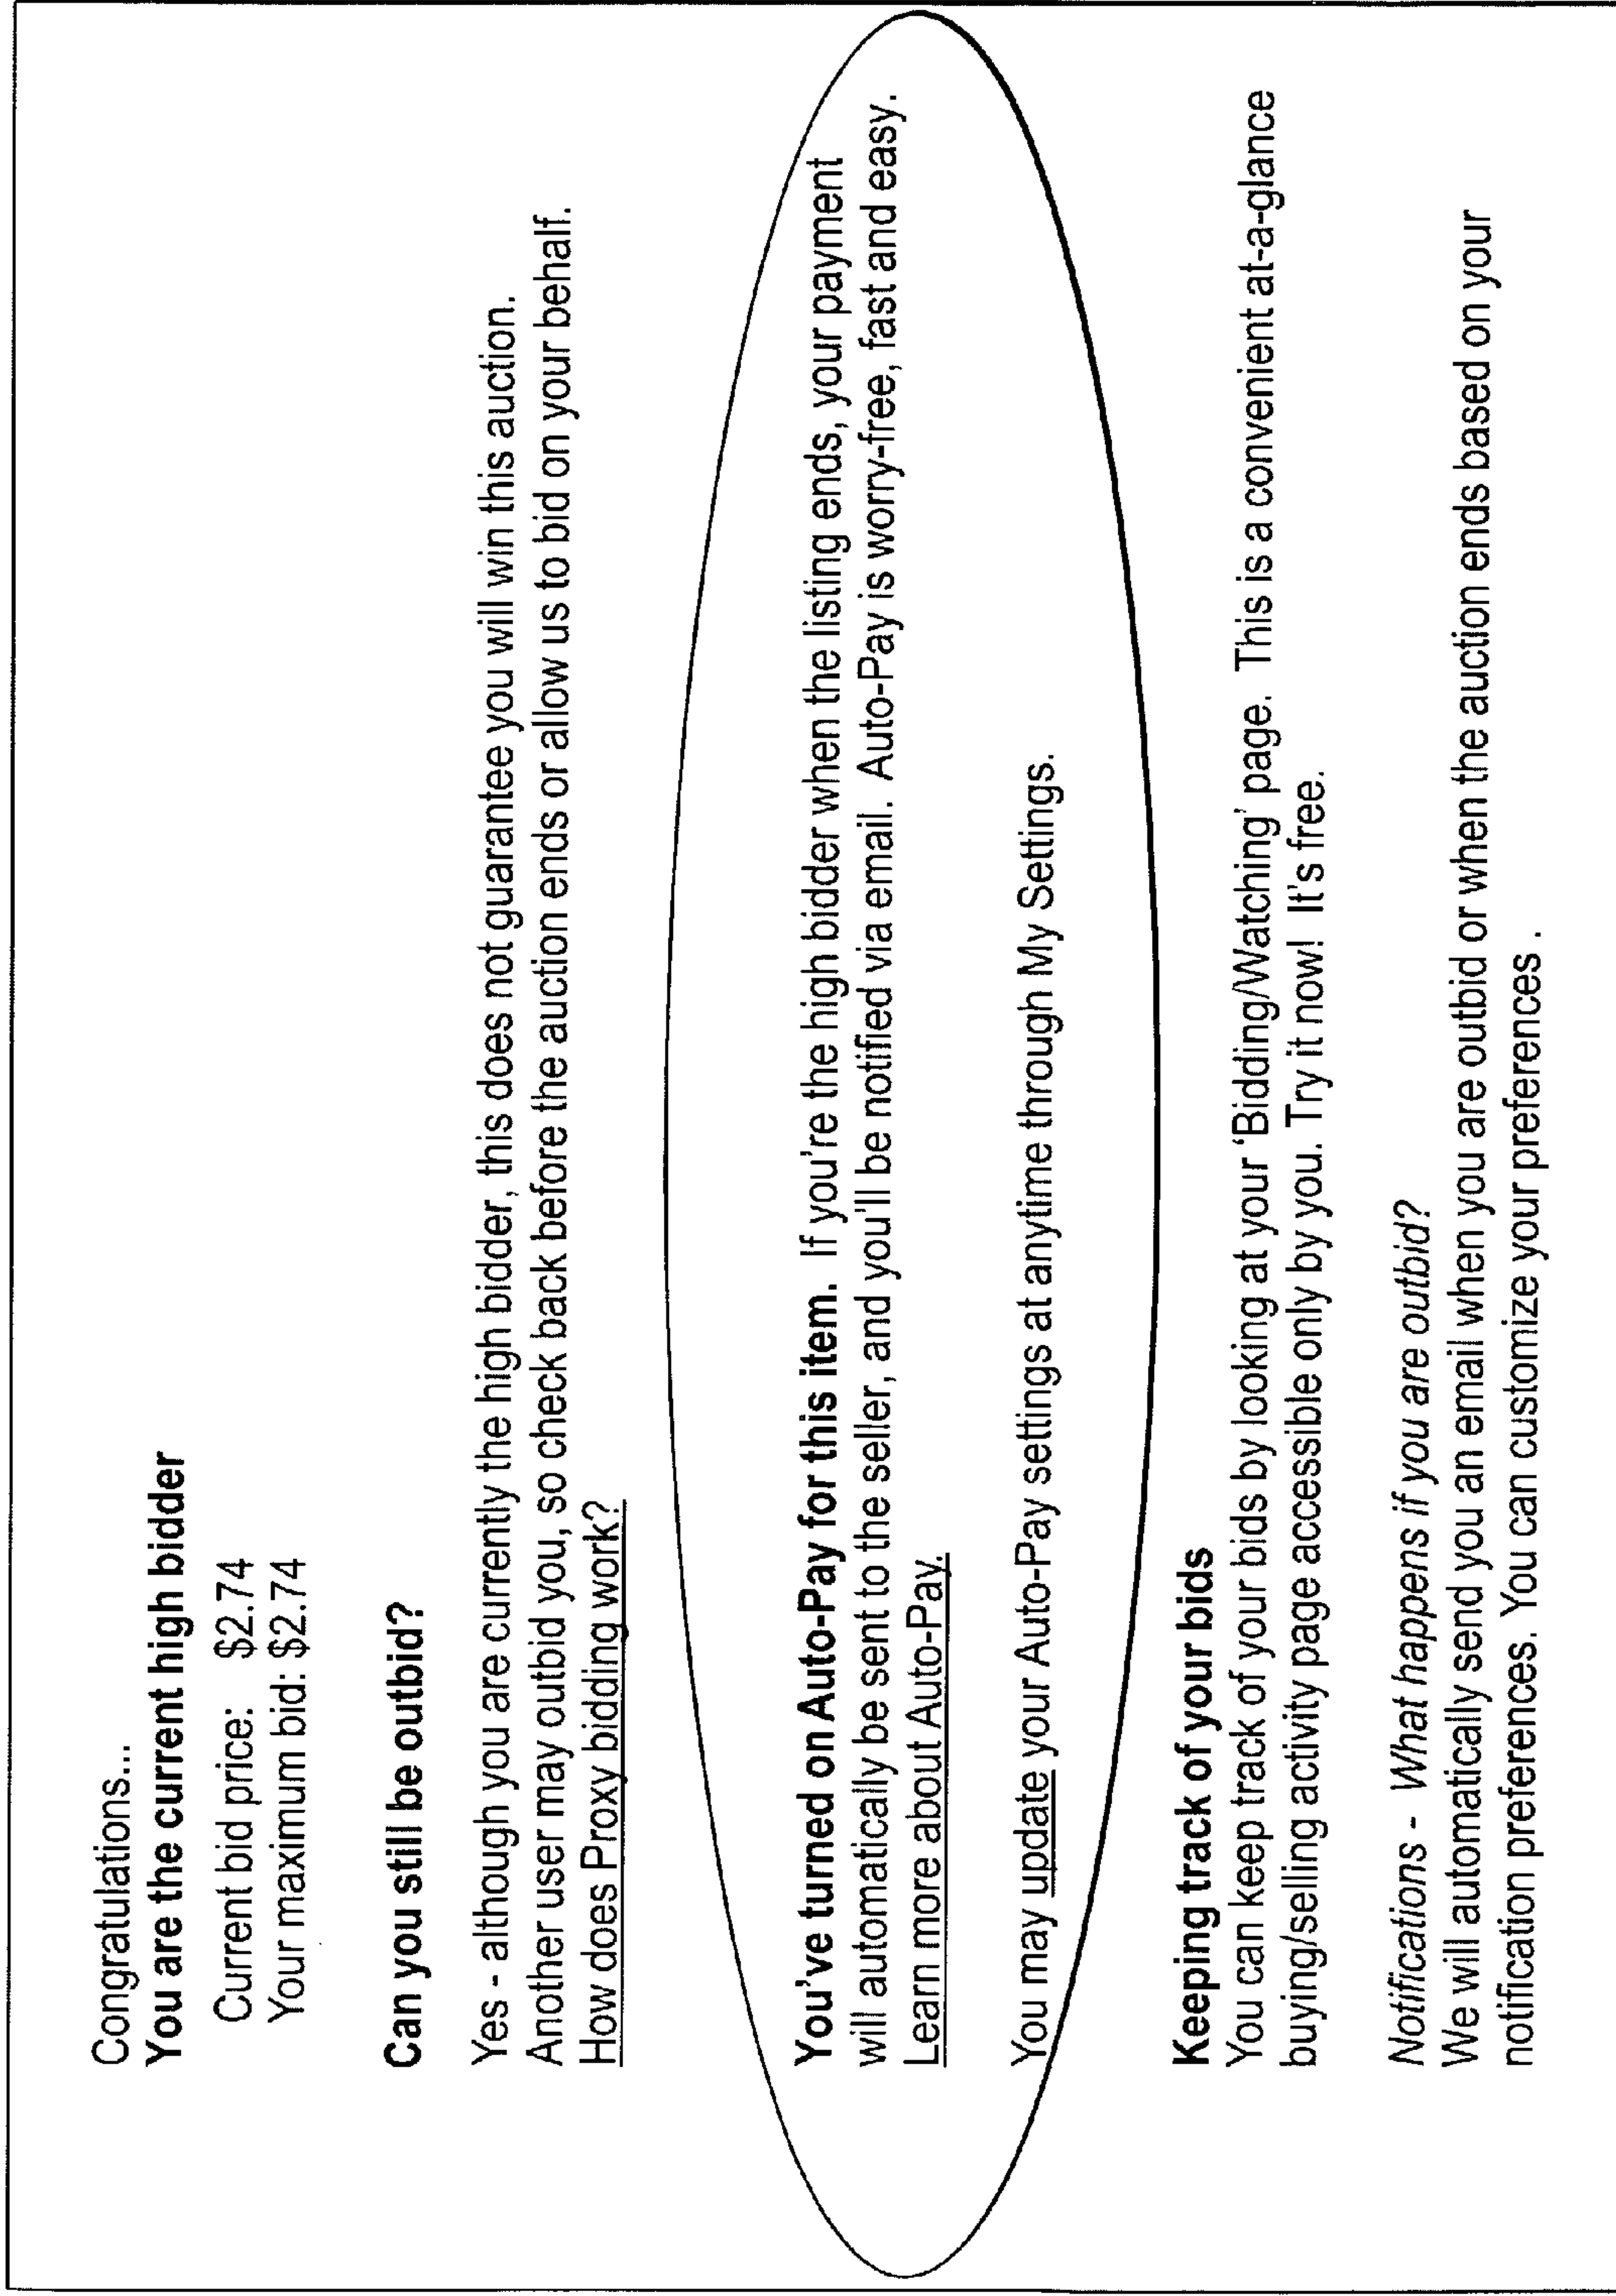 Congratulations...
You are the current high bidder
Current bid price: $2.74
Your maximum bid: $2.74
Can you still be outbid?
Yes - although you are currently the high bidder, this does not guarantee you will win this auction.
Another user may outbid you, so check back before the auction ends or allow us to bid on your behalf.
How does Proxy bidding work?
You've turned on Auto-Pay for this item. If you're the high bidder when the listing ends, your payment
will automatically be sent to the seller, and you'll be notified via email. Auto-Pay is worry-free, fast and easy.
Learn more about Auto-Pay.
You may update your Auto-Pay settings at anytime through My Settings.
Keeping track of your bids
You can keep track of your bids by looking at your 'Bidding/Watching' page. This is a convenient at-a-glance
buying/selling activity page accessible only by you. Try it now! It's free.
Notifications - What happens if you are outbid?
We will automatically send you an email when you are outbid or when the auction ends based on your
notification preferences. You can customize your preferences .